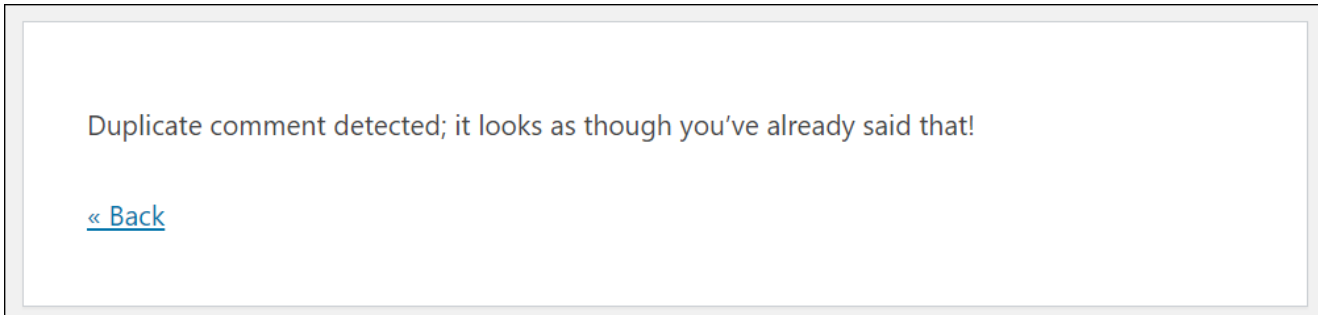 Duplicate comment detected; it looks as though you’ve already said that!
« Back